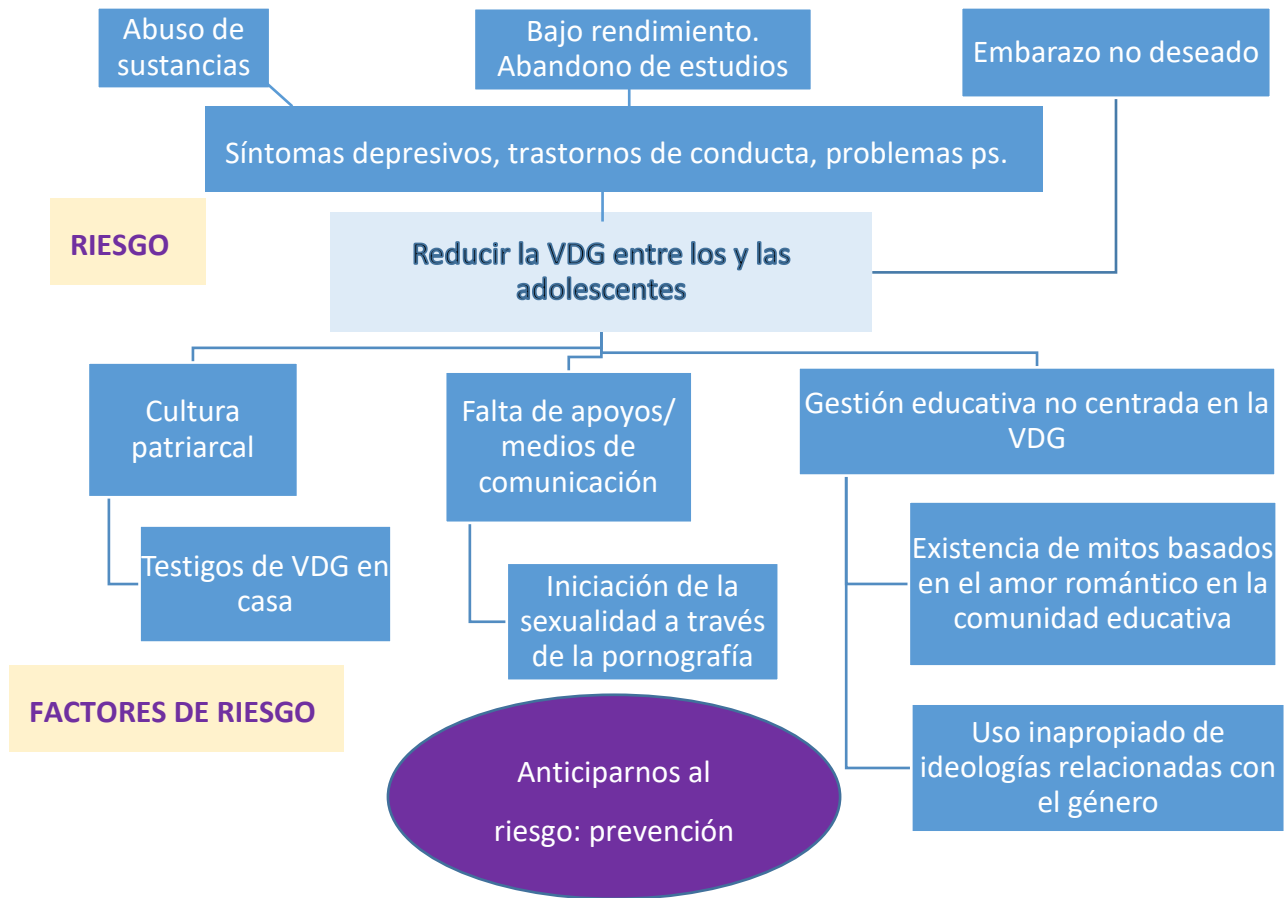 Abuso de
sustancias
Bajo rendimiento.
Abandono de estudios
Embarazo no deseado
Síntomas depresivos, trastornos de conducta, problemas ps.
RIESGO
Reducir la VDG entre los y las
adolescentes
Cultura
patriarcal
Falta de apoyos/
medios de
comunicación
Gestión educativa no centrada en la
VDG
Testigos de VDG en
casa
Iniciación de la
sexualidad a través
de la pornografía
Existencia de mitos basados
en el amor romántico en la
comunidad educativa
FACTORES DE RIESGO
Uso inapropiado de
ideologías relacionadas con
el género
Anticiparnos al
riesgo: prevención